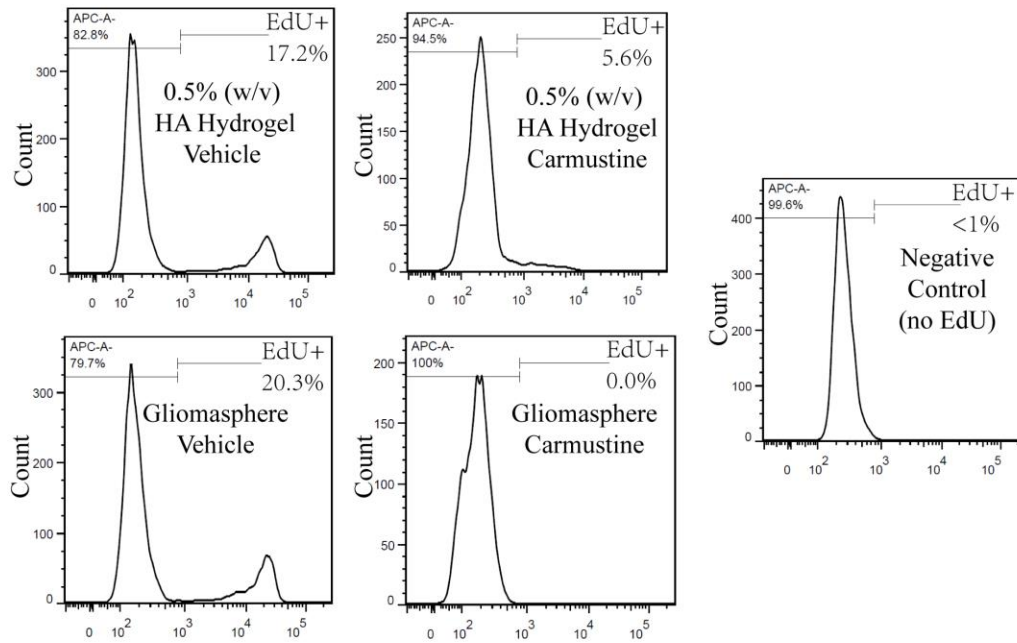 APC-A-
82.8%
EdU+
17.2%
0.5% (w/v)
HA Hydrogel
Vehicle
Count
300
200
100
0
0 10^2 10^3 10^4 10^5
APC-A-
94.5%
EdU+
5.6%
0.5% (w/v)
HA Hydrogel
Carmustine
Count
250
200
150
100
50
0
0 10^2 10^3 10^4 10^5
APC-A-
79.7%
EdU+
20.3%
Gliomasphere
Vehicle
Count
300
200
100
0
0 10^2 10^3 10^4 10^5
APC-A-
100%
EdU+
0.0%
Gliomasphere
Carmustine
Count
200
150
100
50
0
0 10^2 10^3 10^4 10^5
APC-A-
99.6%
EdU+
<1%
Negative
Control
(no EdU)
Count
400
300
200
100
0
0 10^2 10^3 10^4 10^5